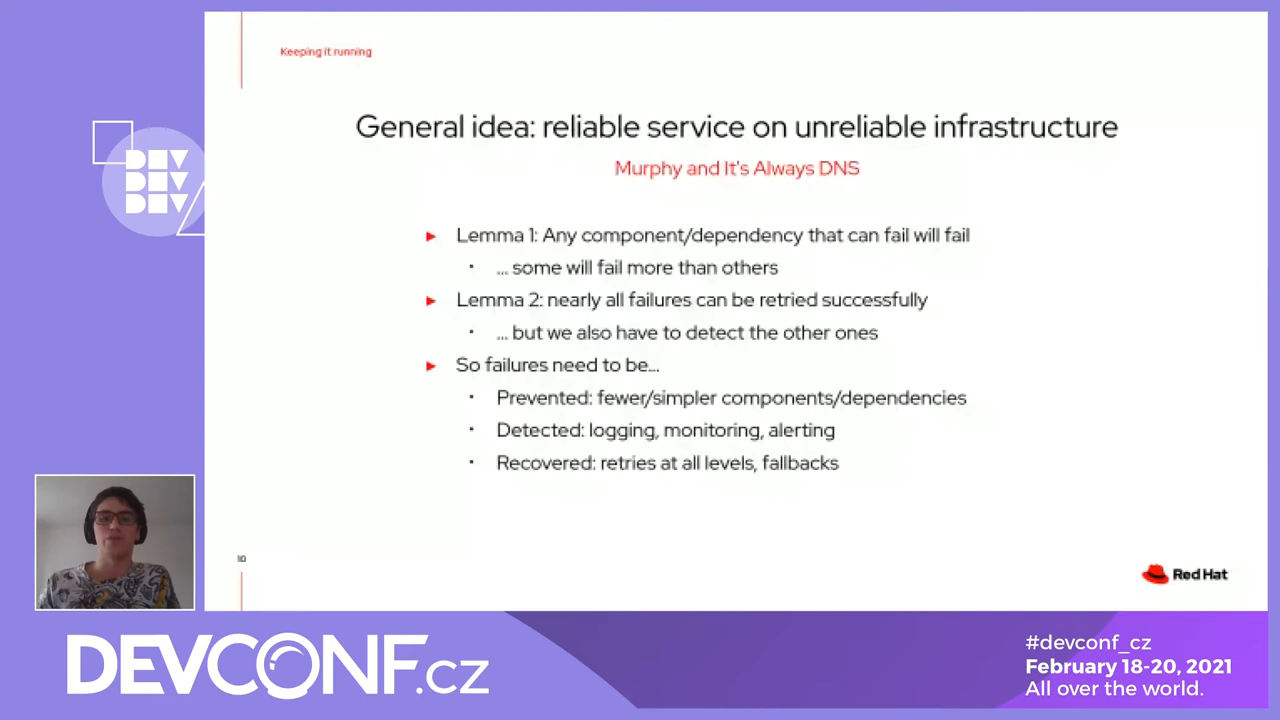 Keeping it running
General idea: reliable service on unreliable infrastructure
Murphy and It's Always DNS
DEV
DEV
DEV
► Lemma 1: Any component/dependency that can fail will fail
• ... some will fail more than others
► Lemma 2: nearly all failures can be retried successfully
• ... but we also have to detect the other ones
► So failures need to be...
• Prevented: fewer/simpler components/dependencies
• Detected: logging, monitoring, alerting
• Recovered: retries at all levels, fallbacks
10
Red Hat
DEVCONF.cz
#devconf_cz
February 18-20, 2021
All over the world.